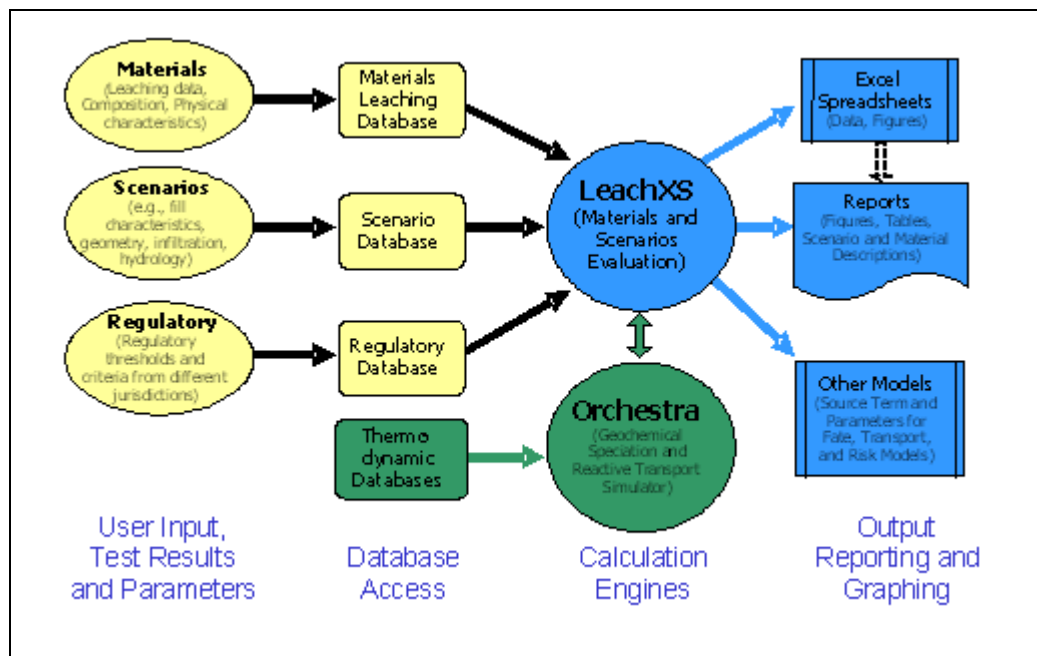 Materials
(Leaching data,
Composition, Physical
characteristics)
Materials
Leaching
Database
Excel
Spreadsheets
(Data, Figures)
Scenarios
(e.g., fill
characteristics,
geometry, infiltration,
hydrology)
Scenario
Database
LeachXS
(Materials and
Scenarios
Evaluation)
Reports
(Figures, Tables,
Scenario and Material
Descriptions)
Regulatory
(Regulatory
thresholds and
criteria from different
jurisdictions)
Regulatory
Database
Other Models
(Source Term and
Parameters for
Fate, Transport,
and Risk Models)
Thermo
dynamic
Databases
Orchestra
(Geochemical
Speciation and
Reactive Transport
Simulator)
User Input,
Test Results
and Parameters
Database
Access
Calculation
Engines
Output
Reporting and
Graphing